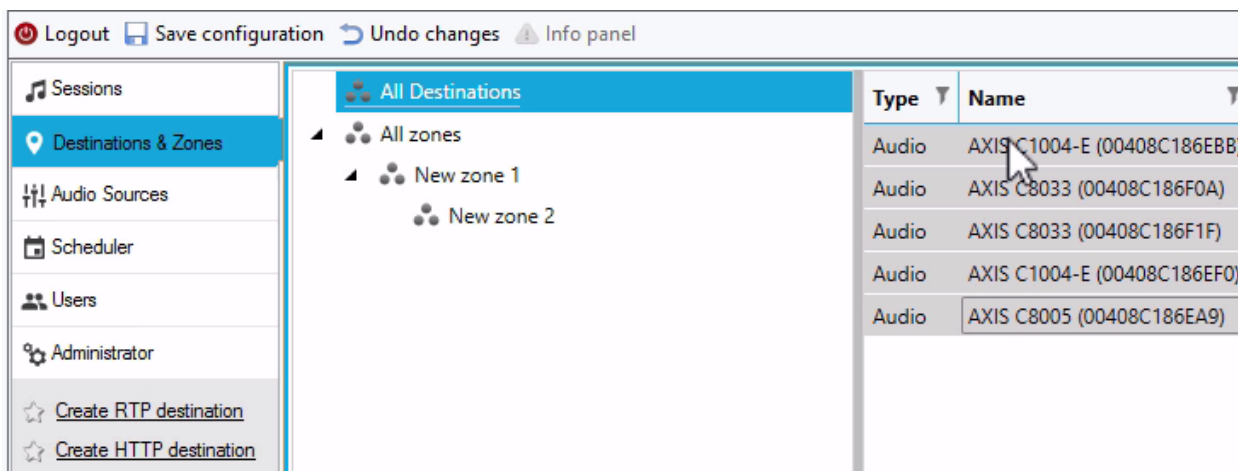 Logout Save configuration Undo changes Info panel
Sessions
Destinations & Zones
Audio Sources
Scheduler
Users
Administrator
Create RTP destination
Create HTTP destination
All Destinations
All zones
New zone 1
New zone 2
Type Name
Audio AXIS C1004-E (00408C186EBB)
Audio AXIS C8033 (00408C186F0A)
Audio AXIS C8033 (00408C186F1F)
Audio AXIS C1004-E (00408C186EF0)
Audio AXIS C8005 (00408C186EA9)